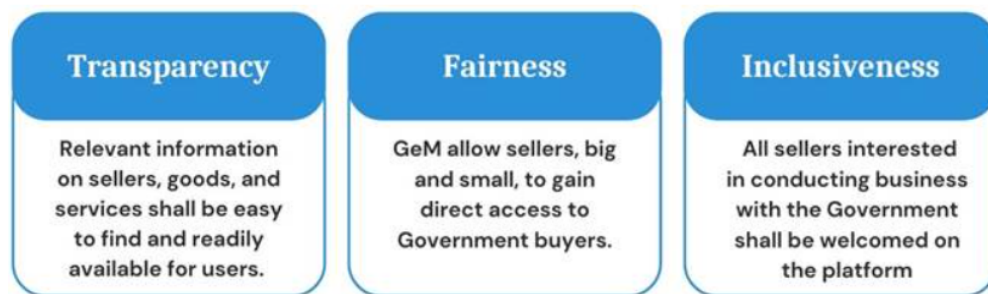 Transparency
Relevant information
on sellers, goods, and
services shall be easy
to find and readily
available for users.
Fairness
GeM allow sellers, big
and small, to gain
direct access to
Government buyers.
Inclusiveness
All sellers interested
in conducting business
with the Government
shall be welcomed on
the platform